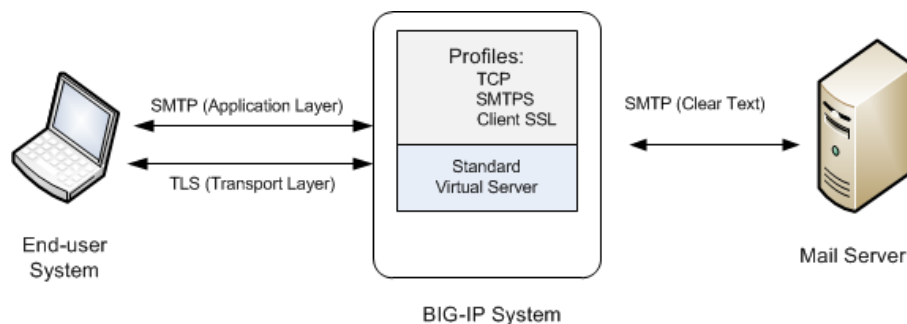 Profiles:
TCP
SMTPS
Client SSL
SMTP (Application Layer)
SMTP (Clear Text)
TLS (Transport Layer)
Standard
Virtual Server
End-user
System
Mail Server
BIG-IP System